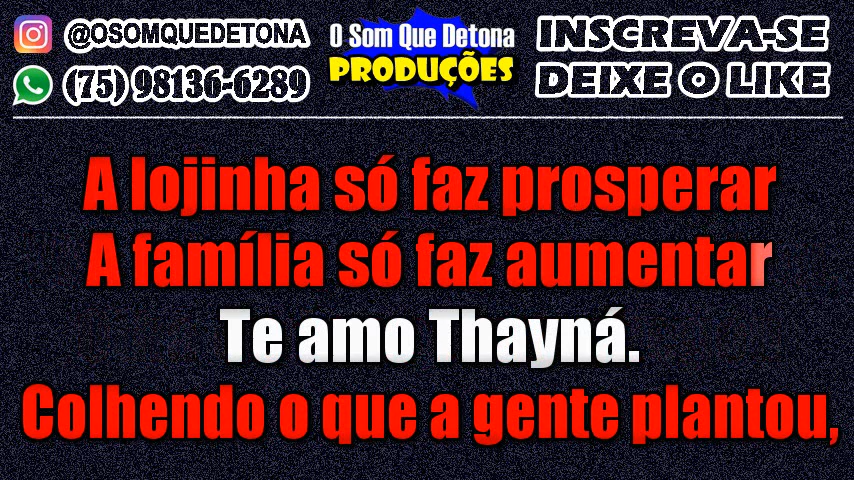 @OSOMQUEDETONA
(75) 98136-6289
O Som Que Detona
PRODUÇÕES
INSCREVA-SE
DEIXE O LIKE
A lojinha só faz prosperar
A família só faz aumentar
Te amo Thayná.
Colhendo o que a gente plantou,